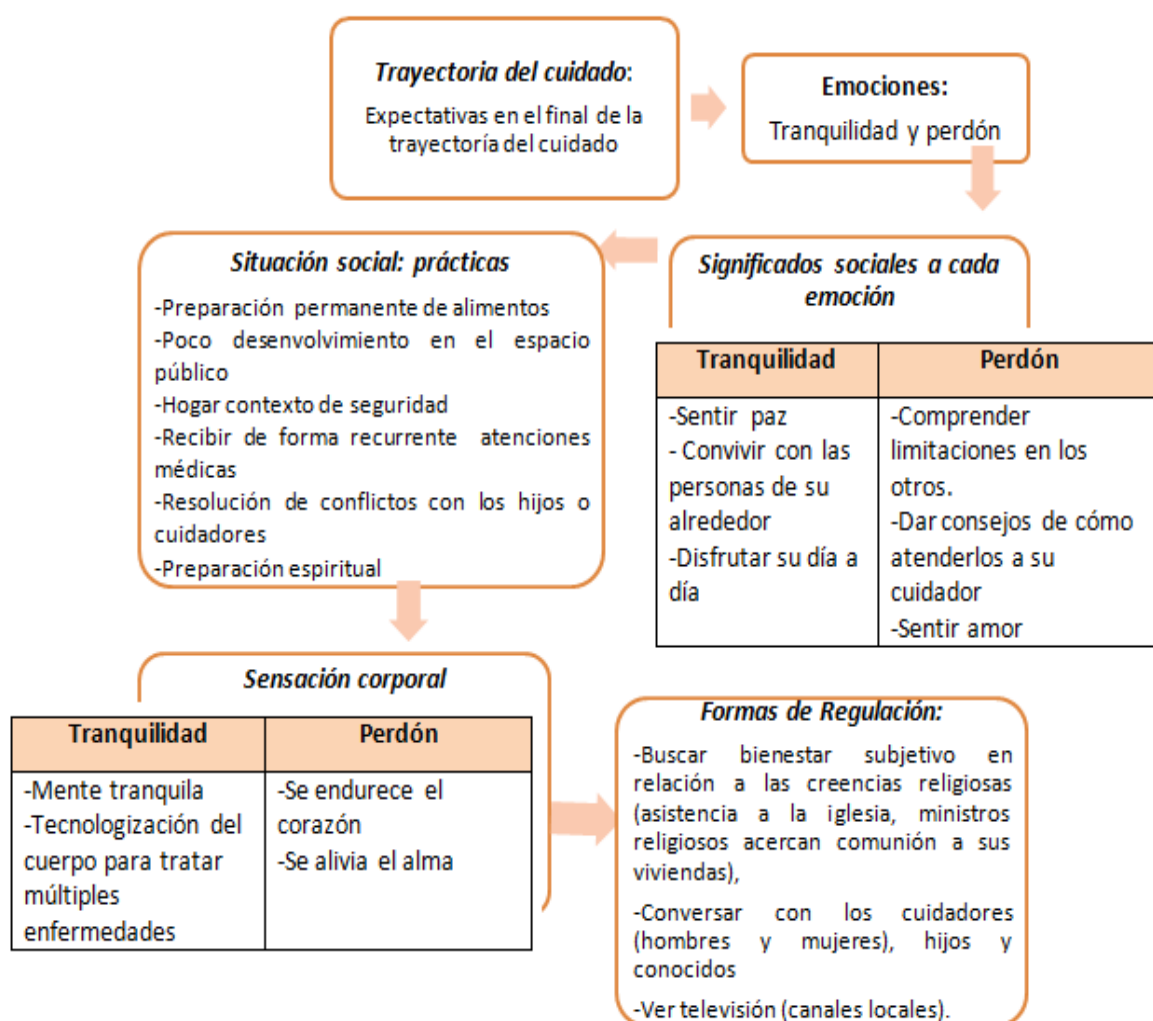 Trayectoria del cuidado:
Expectativas en el final de la
trayectoría del cuidado
Emociones:
Tranquilidad y perdón
Significados sociales a cada
emoción
Tranquilidad
Perdón
-Sentir paz
- Convivir con las
personas de su
alrededor
-Disfrutar su día a
día
-Comprender
limitaciones en los
otros.
-Dar consejos de cómo
atenderlos a su
cuidador
-Sentir amor
Situación social: prácticas
-Preparación permanente de alimentos
-Poco desenvolvimiento en el espacio
público
-Hogar contexto de seguridad
-Recibir de forma recurrente atenciones
médicas
-Resolución de conflictos con los hijos o
cuidadores
-Preparación espiritual
Sensación corporal
Tranquilidad
Perdón
-Mente tranquila
-Tecnologización del
cuerpo para tratar
múltiples
enfermedades
-Se endurece el
corazón
-Se alivia el alma
Formas de Regulación:
-Buscar bienestar subjetivo en
relación a las creencias religiosas
(asistencia a la iglesia, ministros
religiosos acercan comunión a sus
viviendas),
-Conversar con los cuidadores
(hombres y mujeres), hijos y
conocidos
-Ver televisión (canales locales).